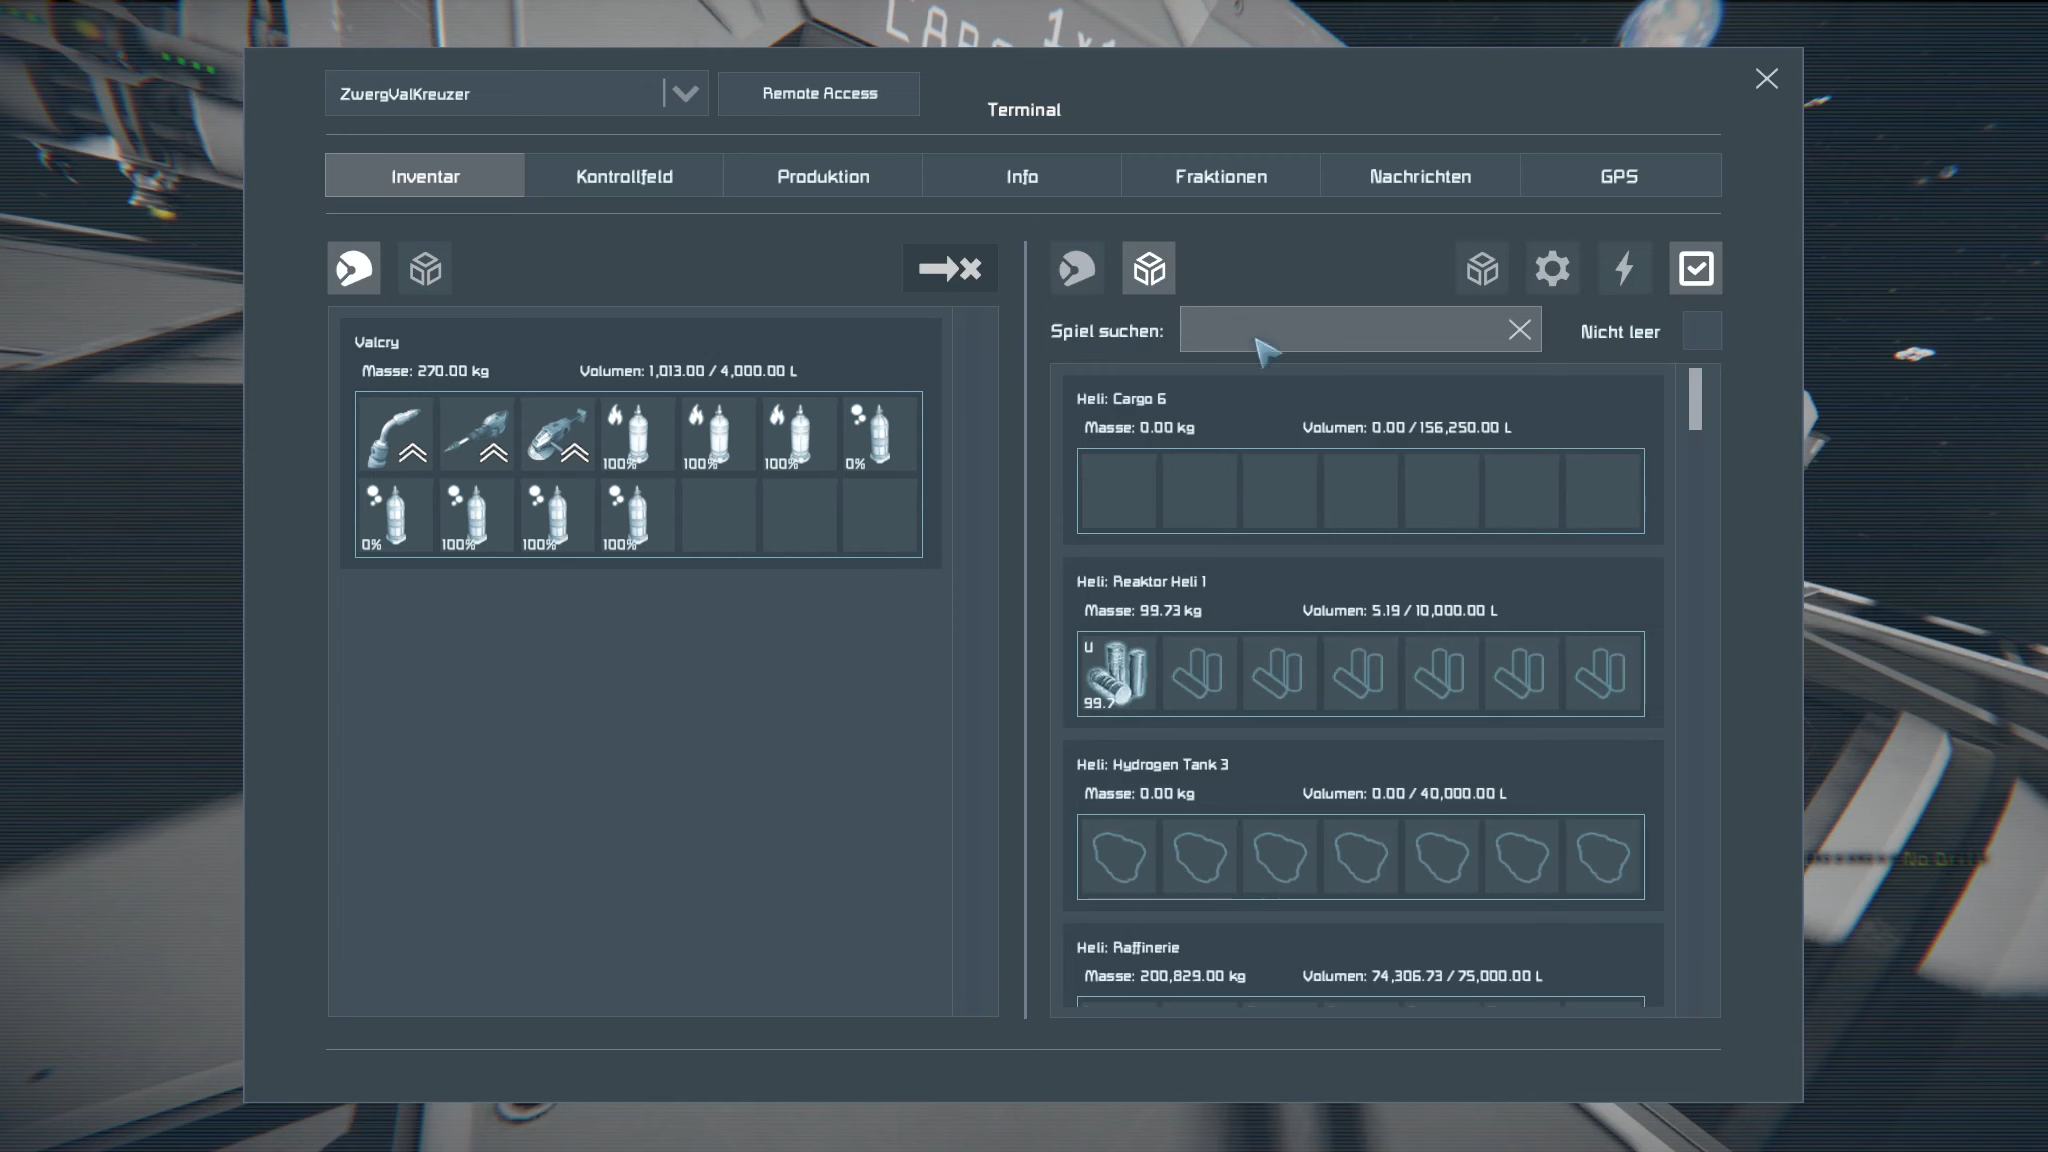 ZwergValKreuzer
Remote Access
Terminal
Inventar
Kontrollfeld
Produktion
Info
Fraktionen
Nachrichten
GPS
Spiel suchen:
Nicht leer
Valcry
Masse: 270.00 kg
Volumen: 1,013.00 / 4,000.00 L
100%
100%
100%
0%
0%
100%
100%
100%
Heli: Cargo 6
Masse: 0.00 kg
Volumen: 0.00 / 156,250.00 L
Heli: Reaktor Heli 1
Masse: 99.73 kg
Volumen: 5.19 / 10,000.00 L
U
99.7
Heli: Hydrogen Tank 3
Masse: 0.00 kg
Volumen: 0.00 / 40,000.00 L
Heli: Raffinerie
Masse: 200,829.00 kg
Volumen: 74,306.73 / 75,000.00 L